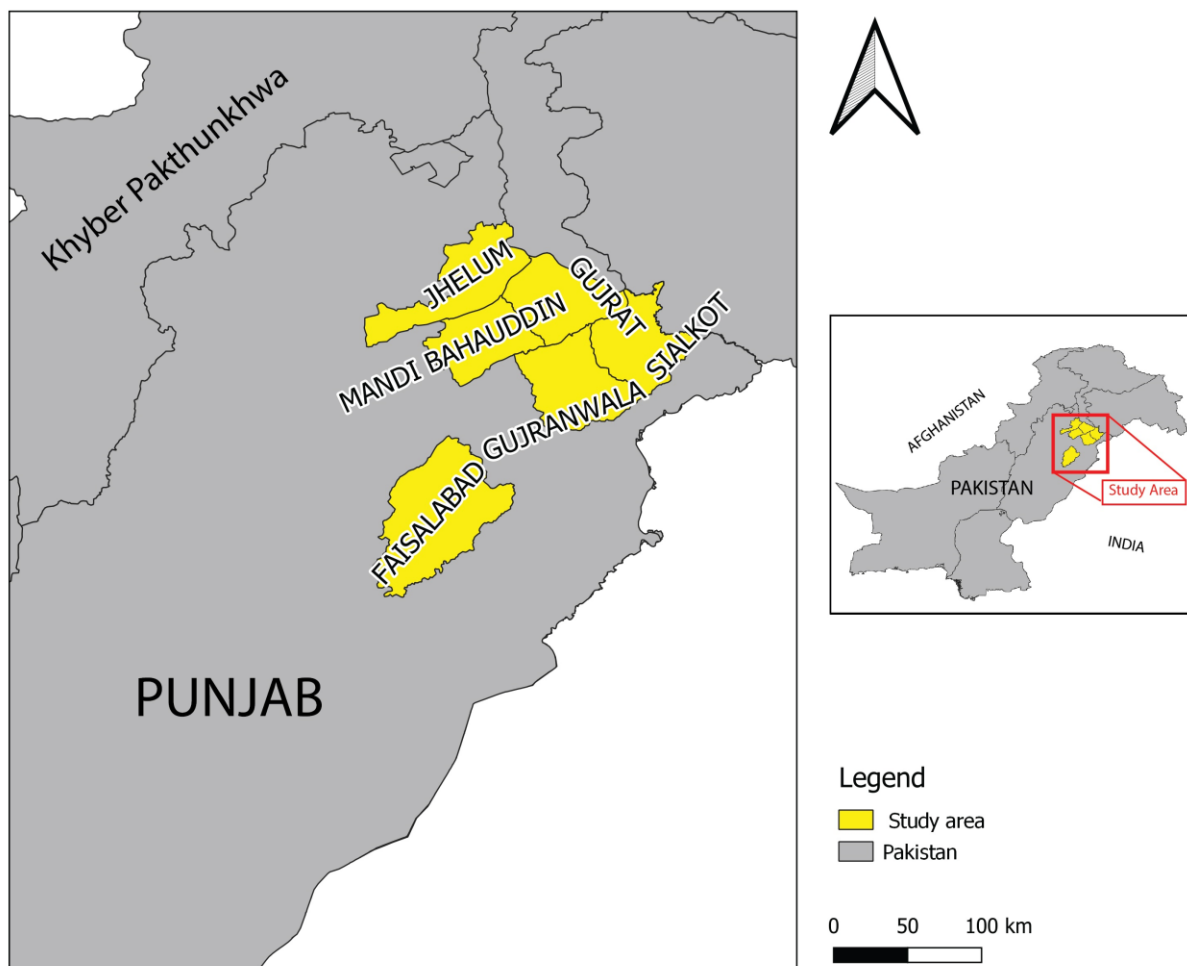 Khyber Pakthunkhwa
JHELUM
GUJRAT
MANDI BAHAUDDIN
SIALKOT
GUJRANWALA
FAISALABAD
PUNJAB
AFGHANISTAN
PAKISTAN
Study Area
INDIA
Legend
Study area
Pakistan
0 50 100 km